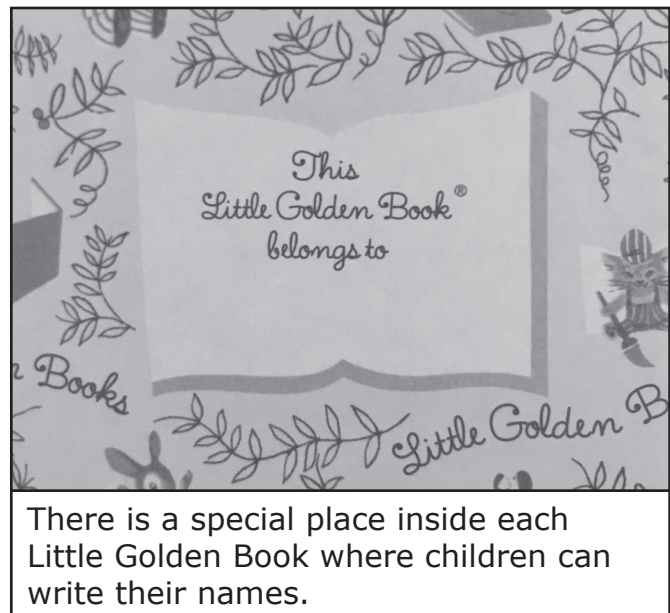 This
Little Golden Book®
belongs to
Books
Little Golden B
There is a special place inside each
Little Golden Book where children can
write their names.